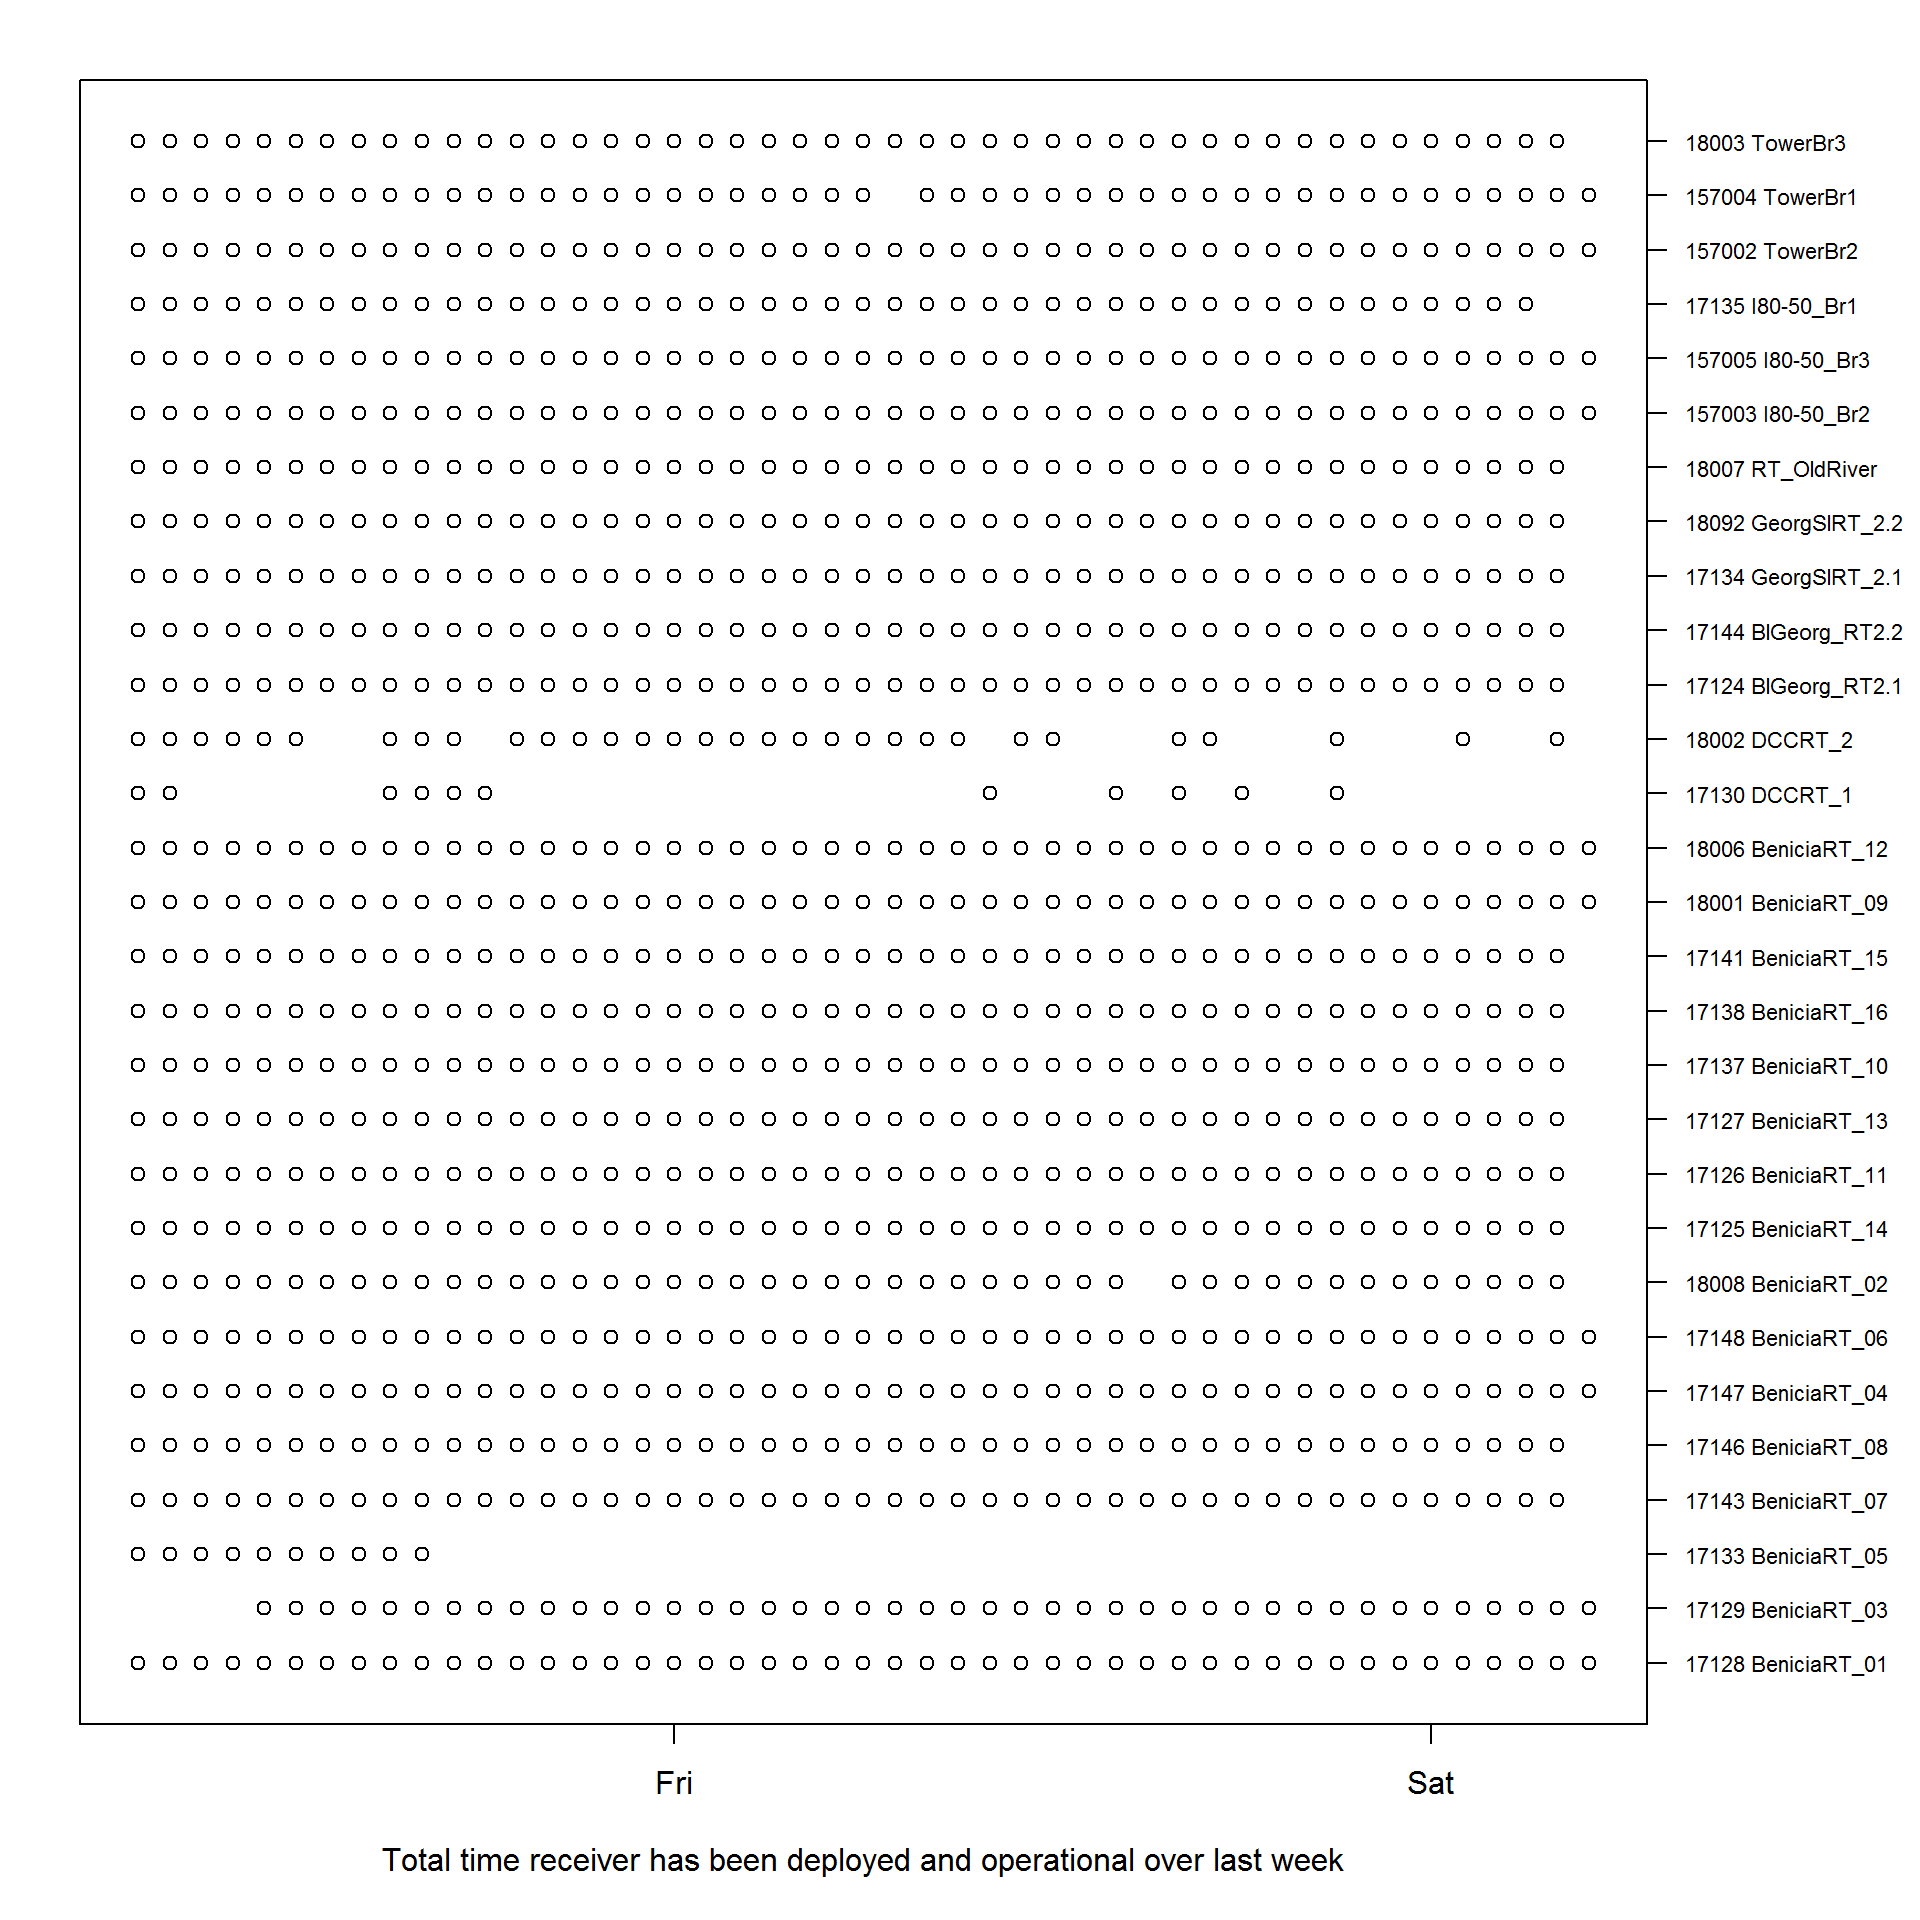 18003 TowerBr3
157004 TowerBr1
157002 TowerBr2
17135 I80-50_Br1
157005 I80-50_Br3
157003 I80-50_Br2
18007 RT_OldRiver
18092 GeorgSlRT_2.2
17134 GeorgSlRT_2.1
17144 BlGeorg_RT2.2
17124 BlGeorg_RT2.1
18002 DCCRT_2
17130 DCCRT_1
18006 BeniciaRT_12
18001 BeniciaRT_09
17141 BeniciaRT_15
17138 BeniciaRT_16
17137 BeniciaRT_10
17127 BeniciaRT_13
17126 BeniciaRT_11
17125 BeniciaRT_14
18008 BeniciaRT_02
17148 BeniciaRT_06
17147 BeniciaRT_04
17146 BeniciaRT_08
17143 BeniciaRT_07
17133 BeniciaRT_05
17129 BeniciaRT_03
17128 BeniciaRT_01
Fri Sat
Total time receiver has been deployed and operational over last week